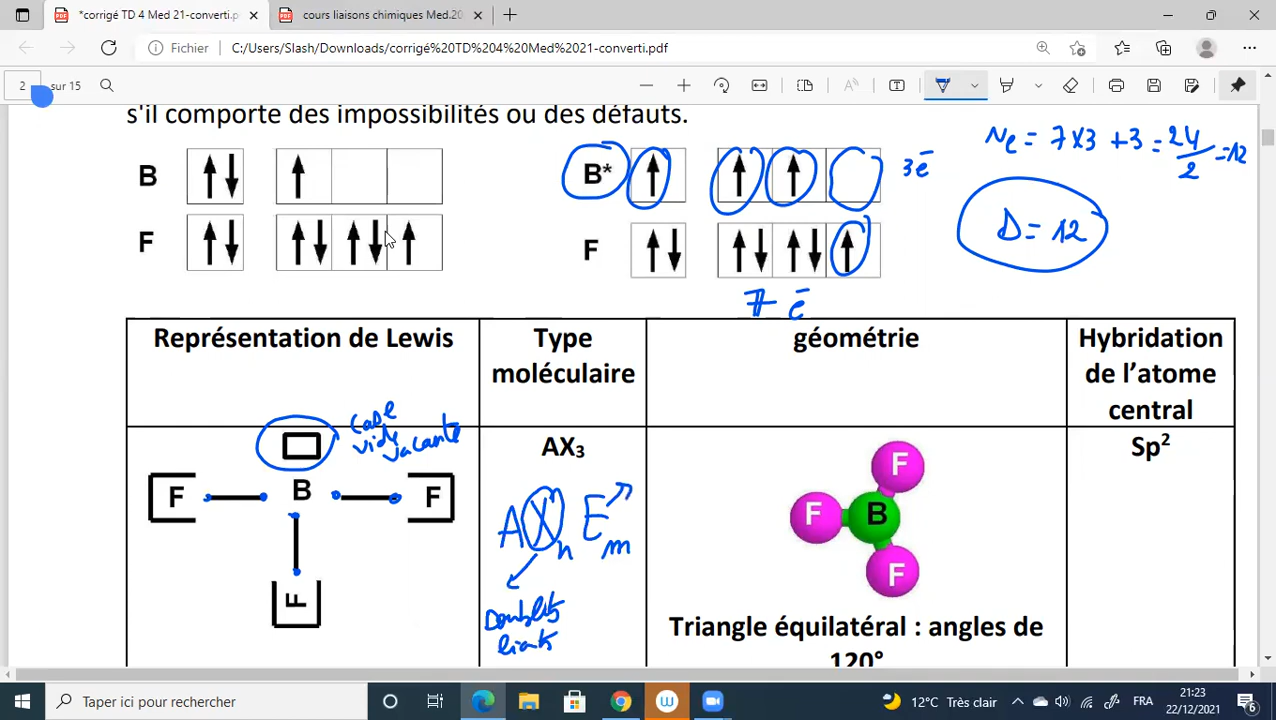 *corrigé TD 4 Med 21-converti.p
cours liaisons chimiques Med.20
Fichier
C:/Users/Slash/Downloads/corrigé%20TD%204%20Med%2021-converti.pdf
2 sur 15
s'il comporte des impossibilités ou des défauts.
Ne = 7x3 + 3 = 24/2 = 12
B
B*
3ē
F
F
Δ = 12
7 ē
Représentation de Lewis
Type moléculaire
géométrie
Hybridation de l'atome central
case
vide
vacante
F B F
F
AX₃
AXnEm
Doublets
liants
F
F B
F
Triangle équilatéral : angles de
120°
Sp²
Taper ici pour rechercher
W
12°C Très clair
FRA
21:23
22/12/2021
6